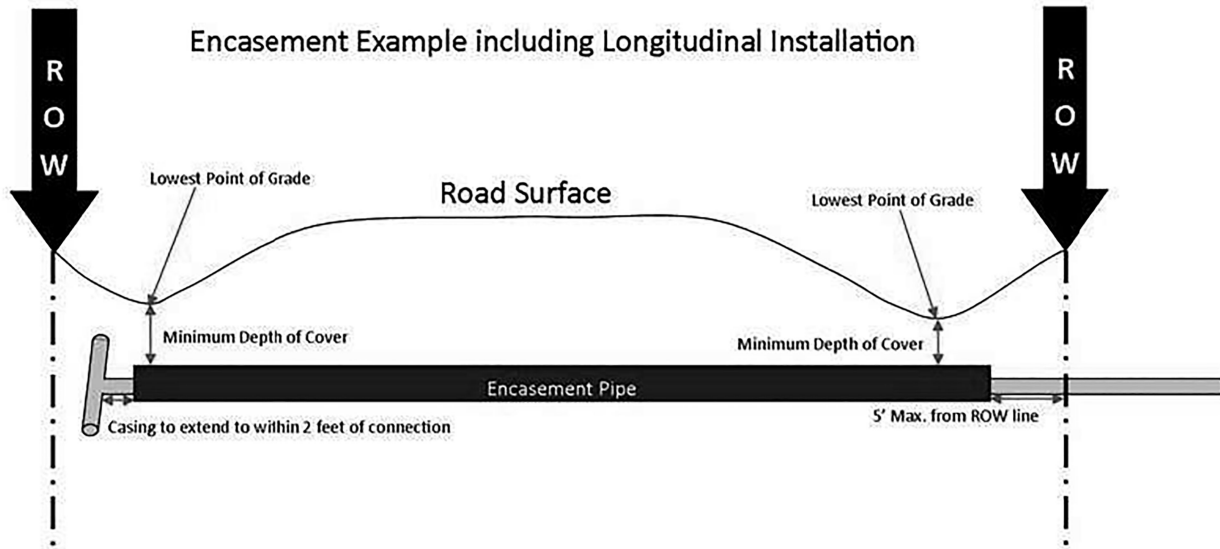 Encasement Example including Longitudinal Installation
R
O
W
R
O
W
Lowest Point of Grade
Road Surface
Lowest Point of Grade
Minimum Depth of Cover
Minimum Depth of Cover
Encasement Pipe
Casing to extend to within 2 feet of connection
5' Max. from ROW line